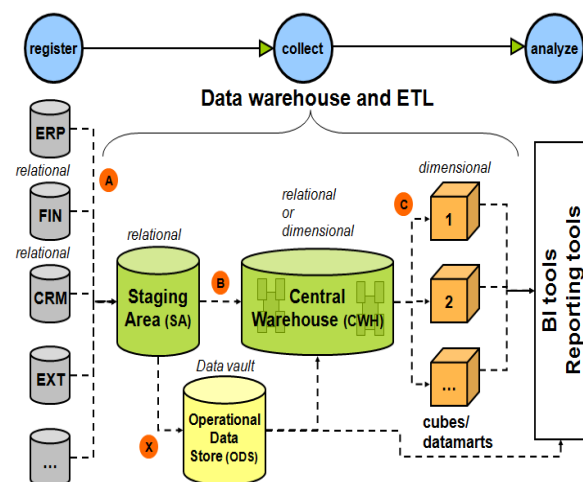 register
collect
analyze
Data warehouse and ETL
ERP
relational
FIN
relational
CRM
EXT
...
A
relational
Staging
Area (SA)
B
X
Data vault
Operational
Data
Store (ODS)
relational
or
dimensional
Central
Warehouse (CWH)
C
dimensional
1
2
...
cubes/
datamarts
BI tools
Reporting tools